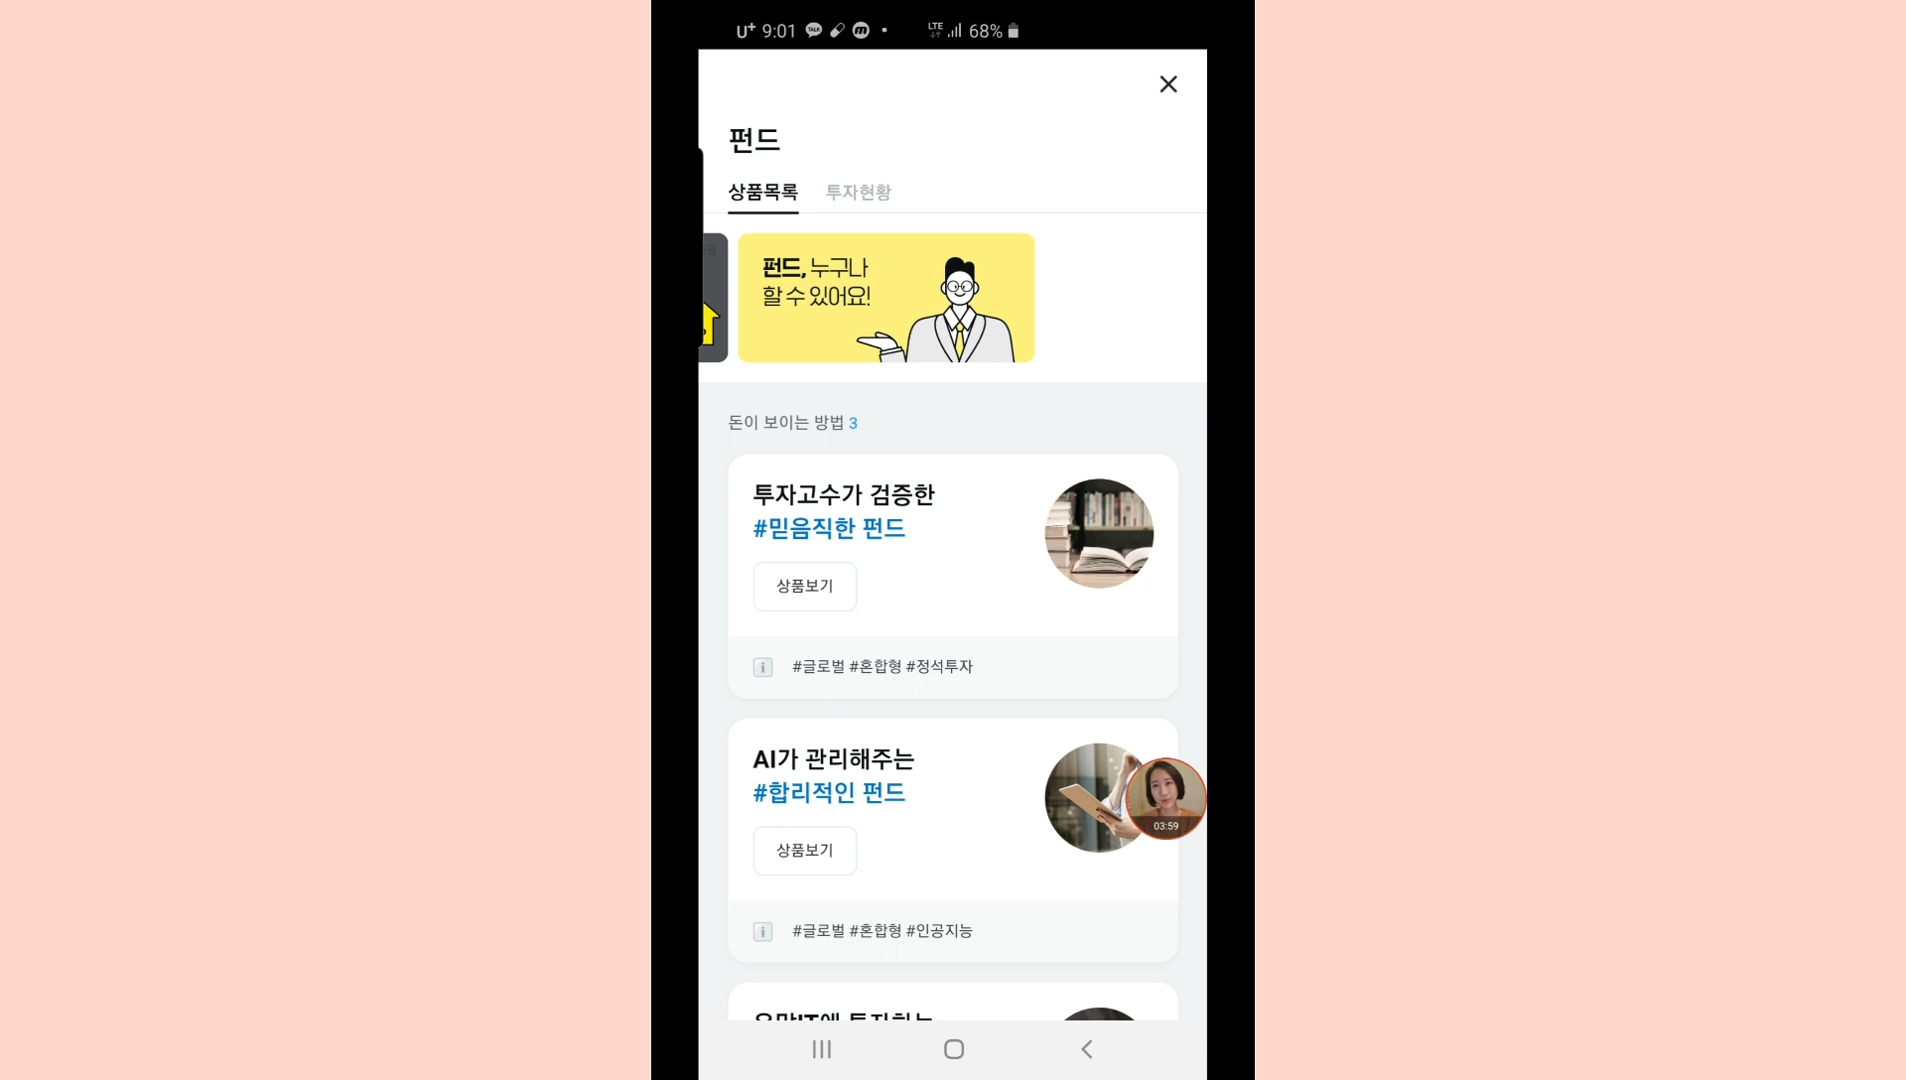 U+ 9:01 TALK LTE 68%
펀드
상품목록 투자현황
펀드, 누구나
할 수 있어요!
돈이 보이는 방법 3
투자고수가 검증한
#믿음직한 펀드
상품보기
#글로벌 #혼합형 #정석투자
AI가 관리해주는
#합리적인 펀드
03:59
상품보기
#글로벌 #혼합형 #인공지능